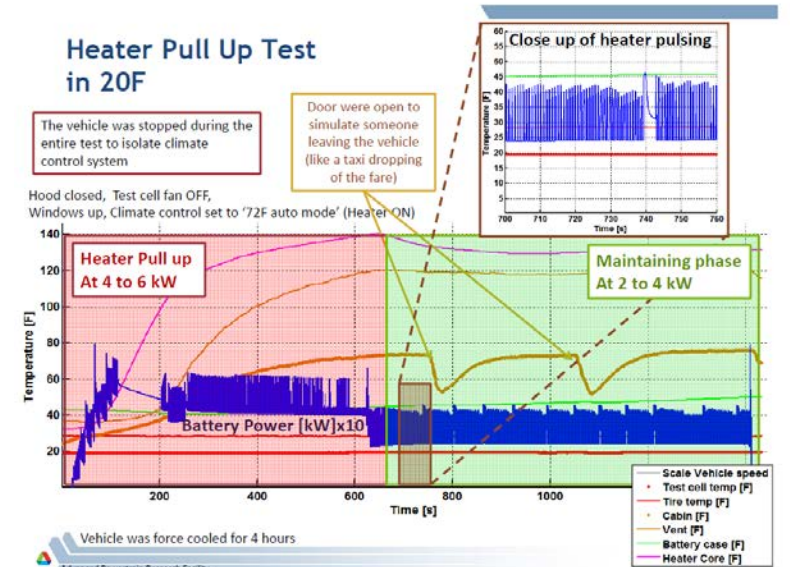 Heater Pull Up Test
in 20F
The vehicle was stopped during the
entire test to isolate climate
control system
Door were open to
simulate someone
leaving the vehicle
(like a taxi dropping
of the fare)
Close up of heater pulsing
Temperature [F]
60
55
50
45
40
35
30
25
20
15
10
5
700 710 720 730 740 750 760
Time [s]
Hood closed, Test cell fan OFF,
Windows up, Climate control set to '72F auto mode' (Heater ON)
Heater Pull up
At 4 to 6 kW
Maintaining phase
At 2 to 4 kW
Battery Power [kW]x10
Temperature [F]
140
120
100
80
60
40
20
200 400 600 800 1000
Time [s]
Scale Vehicle speed
Test cell temp [F]
Tire temp [F]
Cabin [F]
Vent [F]
Battery case [F]
Heater Core [F]
Vehicle was force cooled for 4 hours